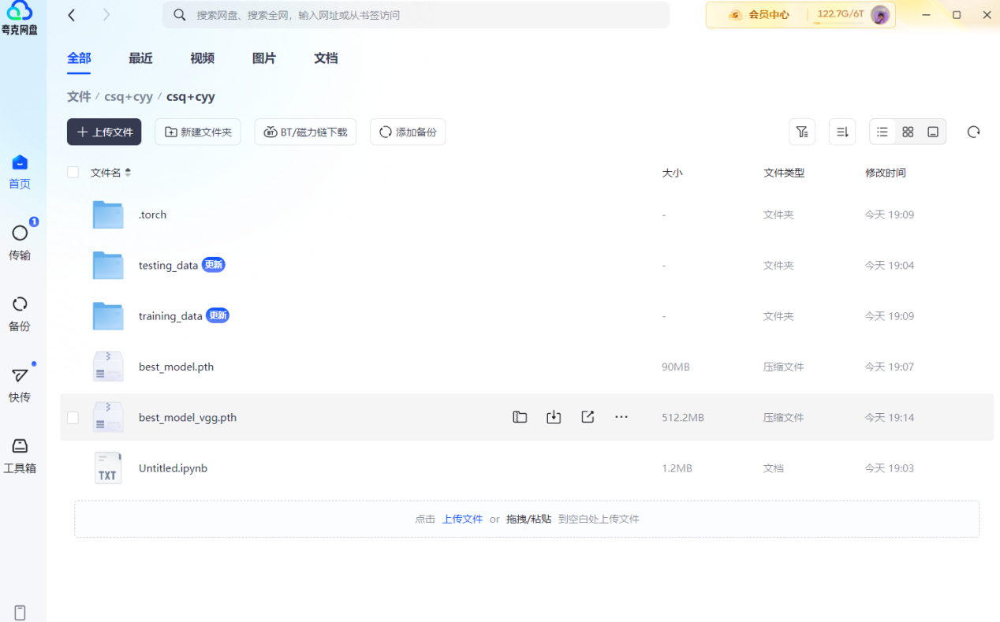 夸克网盘
搜索网盘、搜索全网，输入网址或从书签访问
会员中心 122.7G/6T
全部 最近 视频 图片 文档
文件 / csq+cyy / csq+cyy
上传文件 新建文件夹 BT/磁力链下载 添加备份
文件名 大小 文件类型 修改时间
首页
.torch - 文件夹 今天 19:09
1
传输
testing_data 更新 - 文件夹 今天 19:04
training_data 更新 - 文件夹 今天 19:09
备份
best_model.pth 90MB 压缩文件 今天 19:07
快传
best_model_vgg.pth 512.2MB 压缩文件 今天 19:14
工具箱
TXT Untitled.ipynb 1.2MB 文档 今天 19:03
点击 上传文件 or 拖拽/粘贴 到空白处上传文件